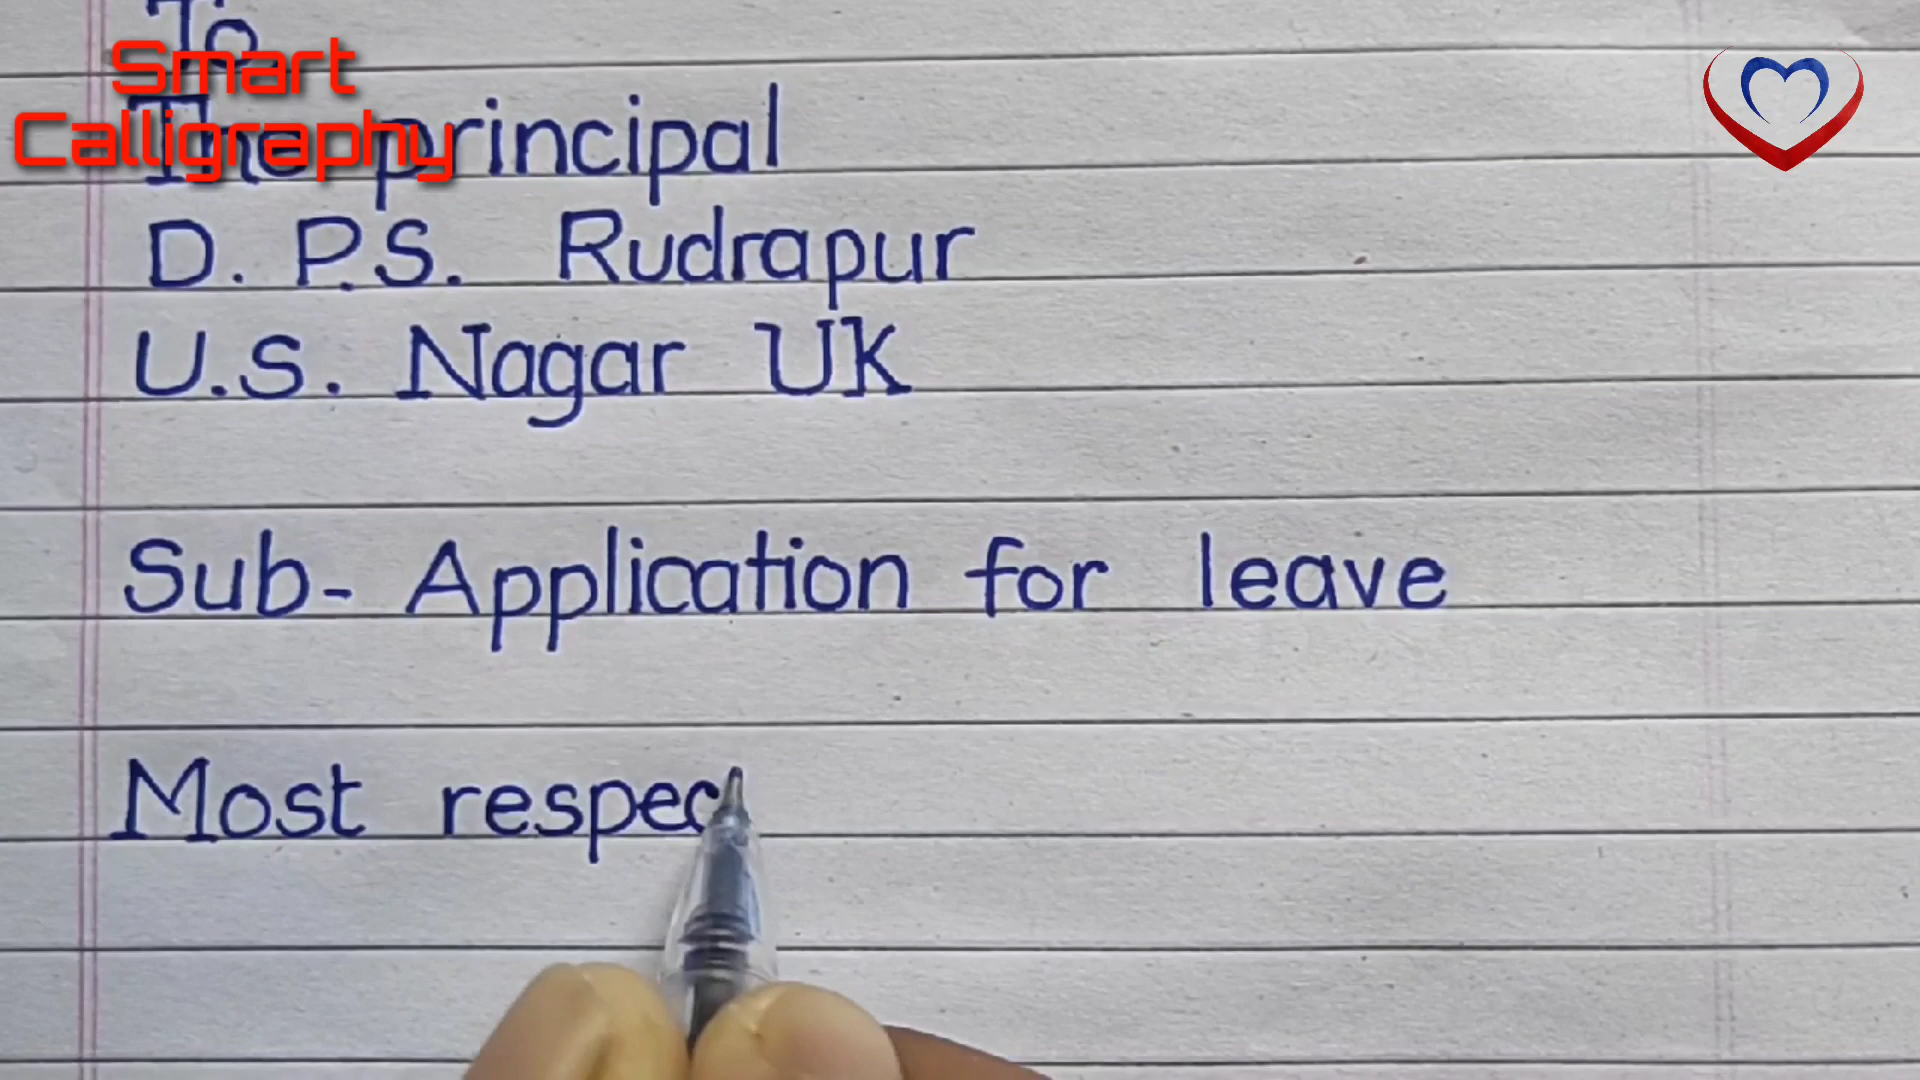 To
Smart
Calligraphy
The principal
D. P.S. Rudrapur
U.S. Nagar UK
Sub- Application for leave
Most respec